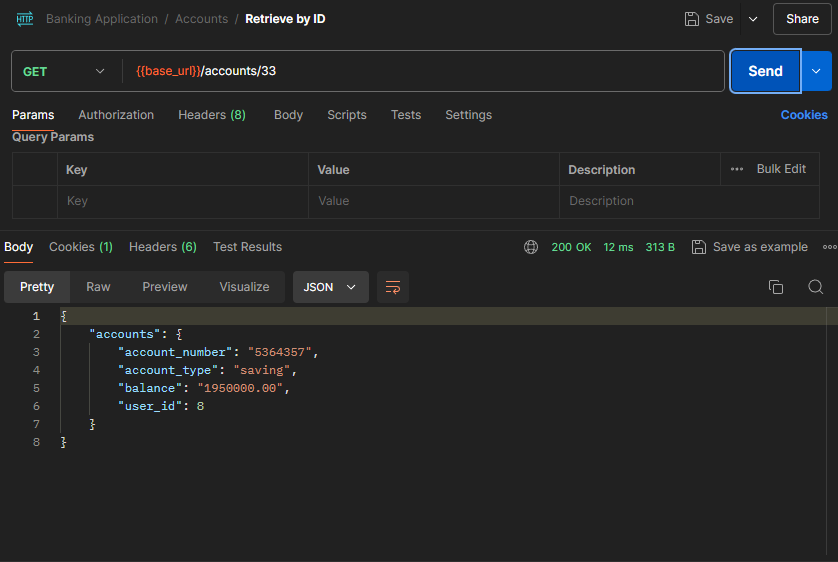 HTTP Banking Application / Accounts / Retrieve by ID Save Share
GET {{base_url}}/accounts/33 Send
Params Authorization Headers (8) Body Scripts Tests Settings Cookies
Query Params
Key Value Description ••• Bulk Edit
Key Value Description
Body Cookies (1) Headers (6) Test Results 200 OK 12 ms 313 B Save as example
Pretty Raw Preview Visualize JSON
1 {
2 "accounts": {
3 "account_number": "5364357",
4 "account_type": "saving",
5 "balance": "1950000.00",
6 "user_id": 8
7 }
8 }